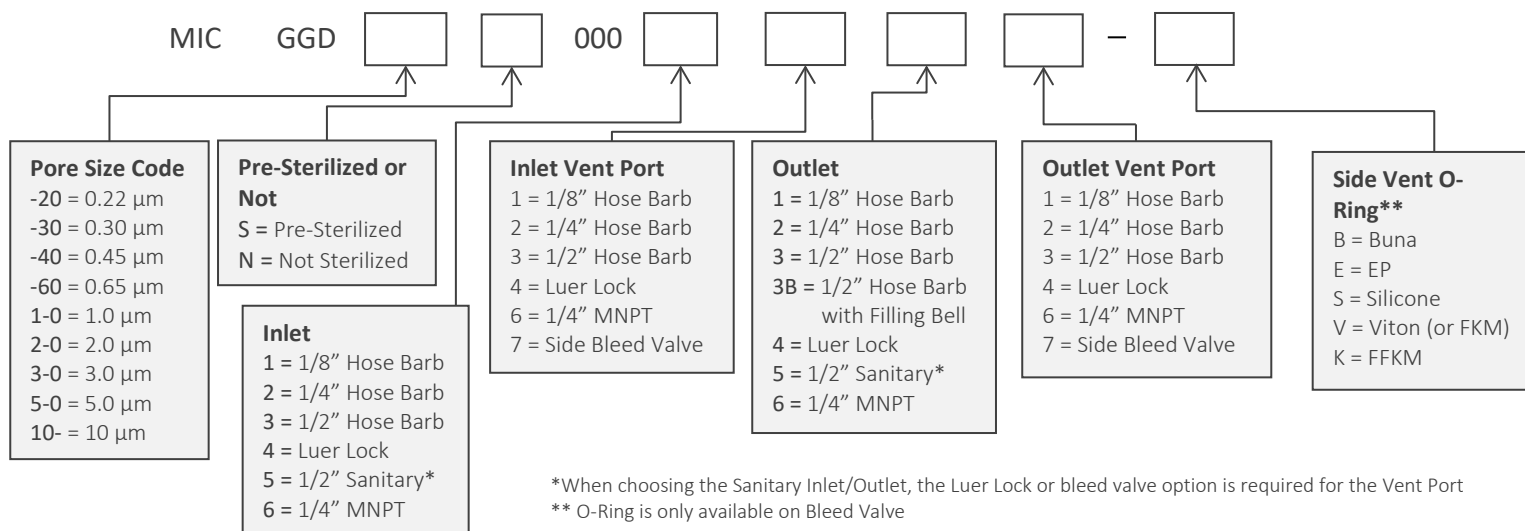 MIC GGD 000 –
Pore Size Code
-20 = 0.22 µm
-30 = 0.30 µm
-40 = 0.45 µm
-60 = 0.65 µm
1-0 = 1.0 µm
2-0 = 2.0 µm
3-0 = 3.0 µm
5-0 = 5.0 µm
10- = 10 µm
Pre-Sterilized or
Not
S = Pre-Sterilized
N = Not Sterilized
Inlet
1 = 1/8” Hose Barb
2 = 1/4” Hose Barb
3 = 1/2” Hose Barb
4 = Luer Lock
5 = 1/2” Sanitary*
6 = 1/4” MNPT
Inlet Vent Port
1 = 1/8” Hose Barb
2 = 1/4” Hose Barb
3 = 1/2” Hose Barb
4 = Luer Lock
6 = 1/4” MNPT
7 = Side Bleed Valve
Outlet
1 = 1/8” Hose Barb
2 = 1/4” Hose Barb
3 = 1/2” Hose Barb
3B = 1/2” Hose Barb
with Filling Bell
4 = Luer Lock
5 = 1/2” Sanitary*
6 = 1/4” MNPT
Outlet Vent Port
1 = 1/8” Hose Barb
2 = 1/4” Hose Barb
3 = 1/2” Hose Barb
4 = Luer Lock
6 = 1/4” MNPT
7 = Side Bleed Valve
Side Vent O-
Ring**
B = Buna
E = EP
S = Silicone
V = Viton (or FKM)
K = FFKM
*When choosing the Sanitary Inlet/Outlet, the Luer Lock or bleed valve option is required for the Vent Port
** O-Ring is only available on Bleed Valve